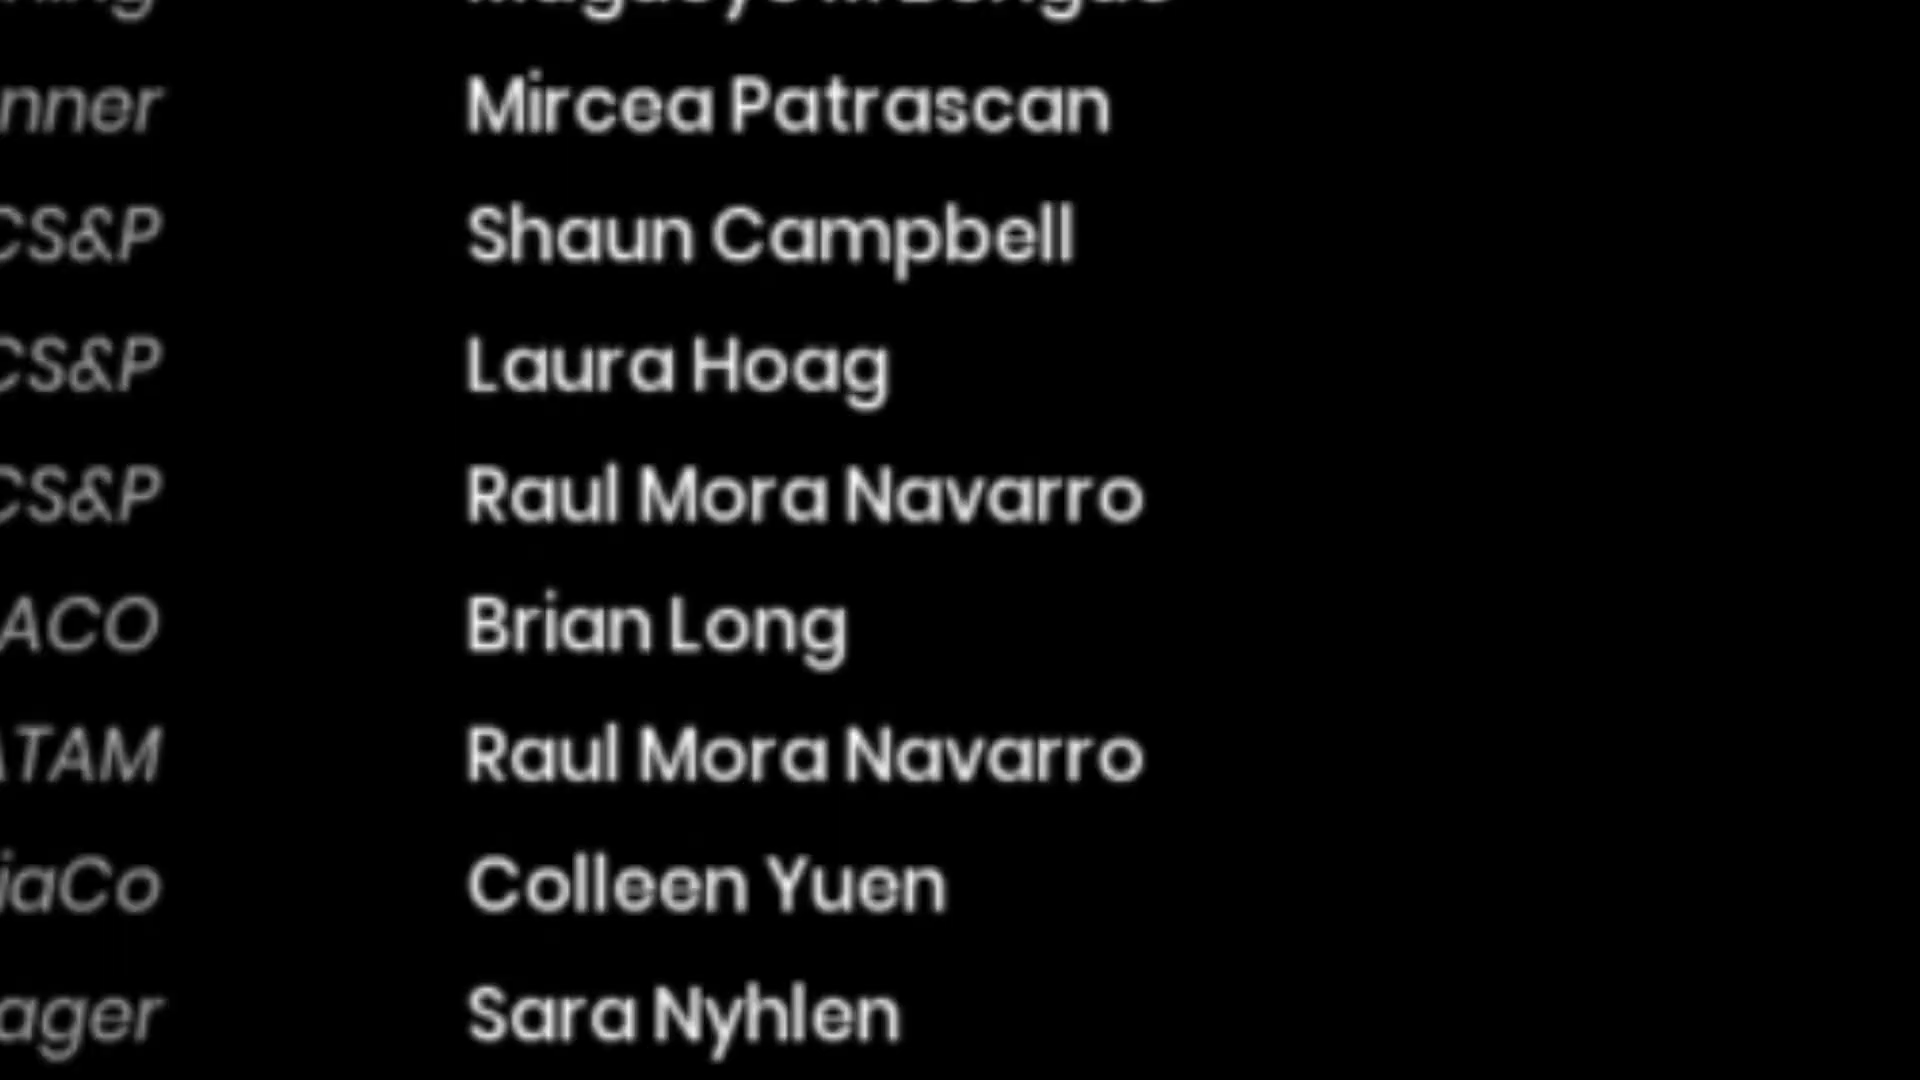 nner Mircea Patrascan
CS&P Shaun Campbell
CS&P Laura Hoag
CS&P Raul Mora Navarro
ACO Brian Long
ATAM Raul Mora Navarro
iaCo Colleen Yuen
ager Sara Nyhlen